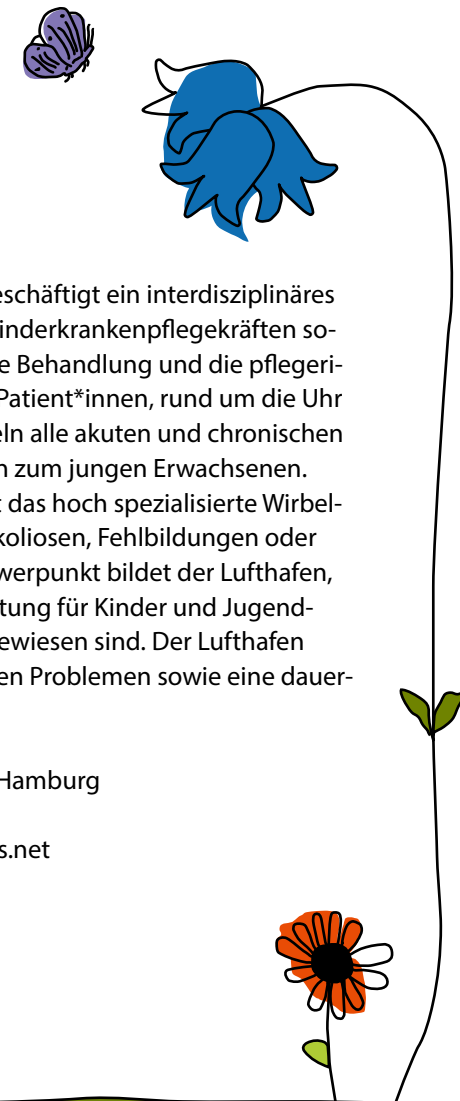 eschäftigt ein interdisziplinäres
inderkrankenpflegekräften so-
e Behandlung und die pflegeri-
Patient*innen, rund um die Uhr
eln alle akuten und chronischen
n zum jungen Erwachsenen.
t das hoch spezialisierte Wirbel-
koliosen, Fehlbildungen oder
werpunkt bildet der Lufthafen,
tung für Kinder und Jugend-
ewiesen sind. Der Lufthafen
en Problemen sowie eine dauer-
Hamburg
s.net